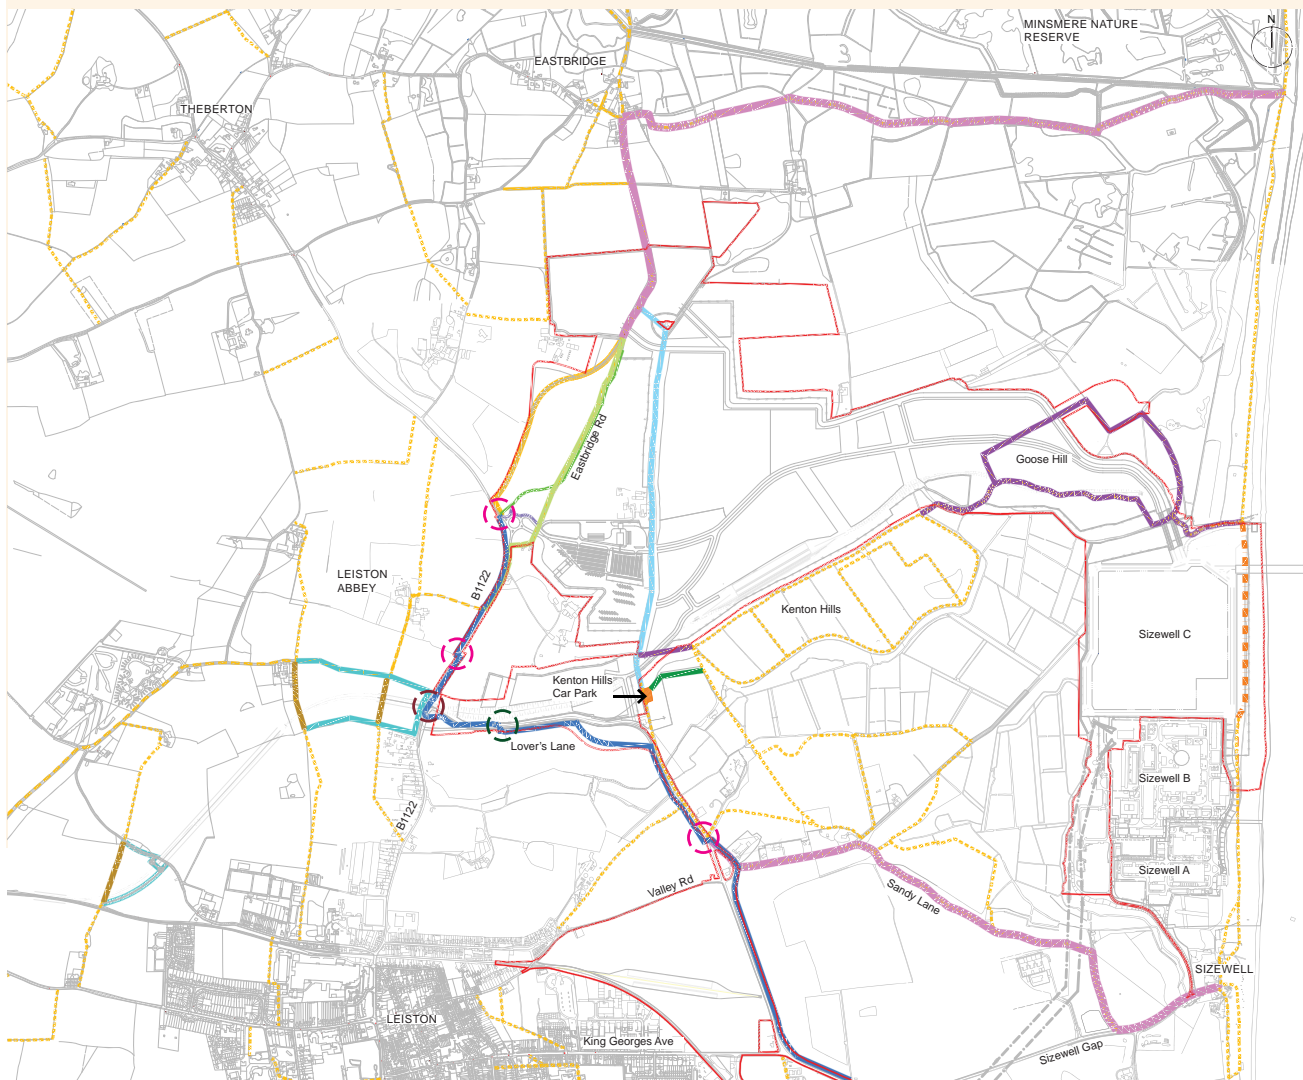 MINSMERE NATURE
RESERVE
N
EASTBRIDGE
THEBERTON
3
Eastbridge Rd
Goose Hill
LEISTON
ABBEY
B1122
Kenton Hills
Sizewell C
Kenton Hills
Car Park
Lover's Lane
Sizewell B
B1122
Sizewell A
Valley Rd
Sandy Lane
SIZEWELL
LEISTON
King Georges Ave
Sizewell Gap